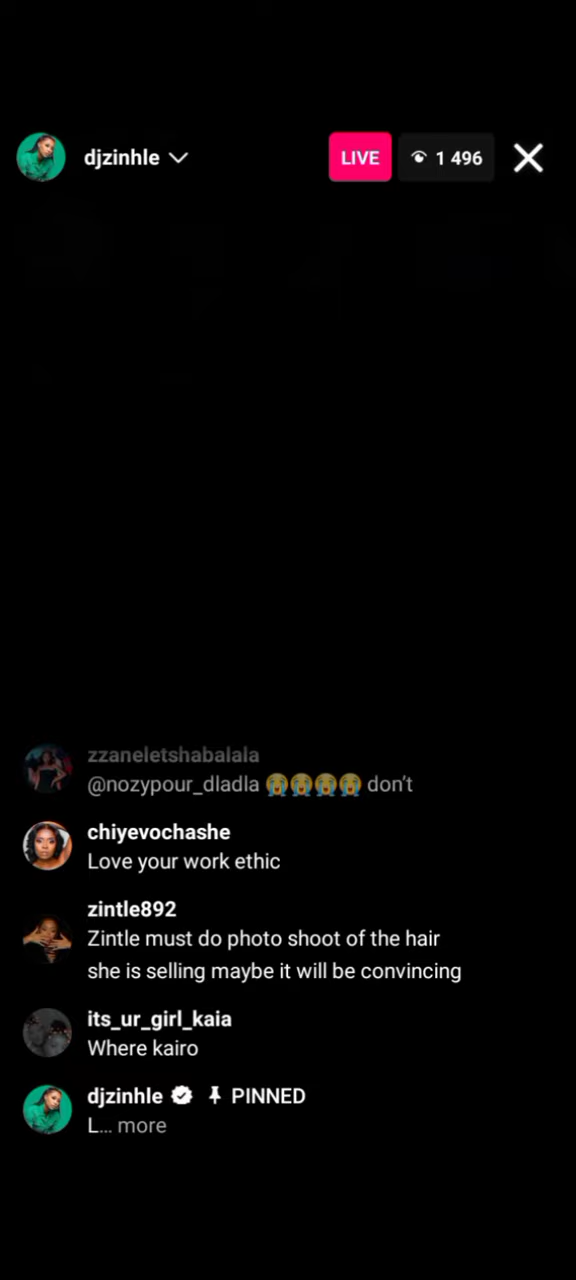 djzinhle
LIVE
1 496
zzaneletshabalala
@nozypour_dladla 😭😭😭😭 don't
chiyevochashe
Love your work ethic
zintle892
Zintle must do photo shoot of the hair
she is selling maybe it will be convincing
its_ur_girl_kaia
Where kairo
djzinhle PINNED
L... more